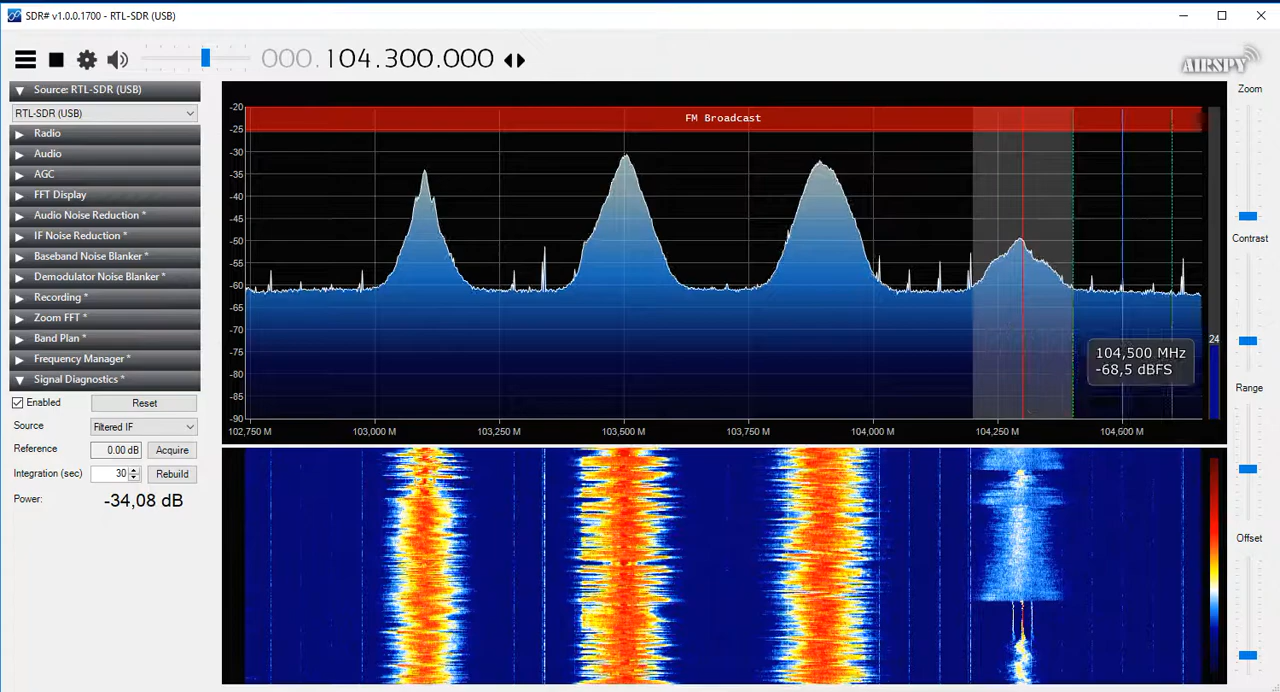 SDR# v1.0.0.1700 - RTL-SDR (USB)
000.104.300.000
AIRSPY
Source: RTL-SDR (USB)
RTL-SDR (USB)
Radio
Audio
AGC
FFT Display
Audio Noise Reduction *
IF Noise Reduction *
Baseband Noise Blanker *
Demodulator Noise Blanker *
Recording *
Zoom FFT *
Band Plan *
Frequency Manager *
Signal Diagnostics *
Enabled
Reset
Source
Filtered IF
Reference
0.00 dB
Acquire
Integration (sec)
30
Rebuild
Power:
-34,08 dB
FM Broadcast
-20
-25
-30
-35
-40
-45
-50
-55
-60
-65
-70
-75
-80
-85
-90
102,750 M
103,000 M
103,250 M
103,500 M
103,750 M
104,000 M
104,250 M
104,600 M
104,500 MHz
-68,5 dBFS
24
Zoom
Contrast
Range
Offset